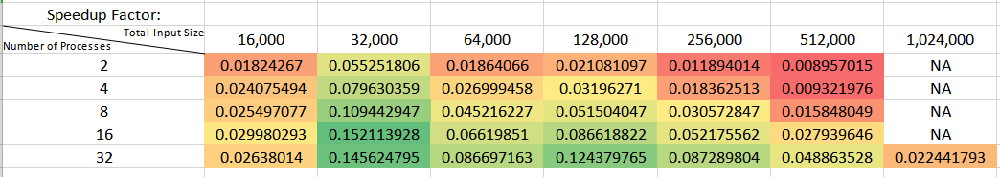 Speedup Factor:
Total Input Size
Number of Processes
16,000 32,000 64,000 128,000 256,000 512,000 1,024,000
2 0.01824267 0.055251806 0.01864066 0.021081097 0.011894014 0.008957015 NA
4 0.024075494 0.079630359 0.026999458 0.03196271 0.018362513 0.009321976 NA
8 0.025497077 0.109442947 0.045216227 0.051504047 0.030572847 0.015848049 NA
16 0.029980293 0.152113928 0.06619851 0.086618822 0.052175562 0.027939646 NA
32 0.02638014 0.145624795 0.086697163 0.124379765 0.087289804 0.048863528 0.022441793